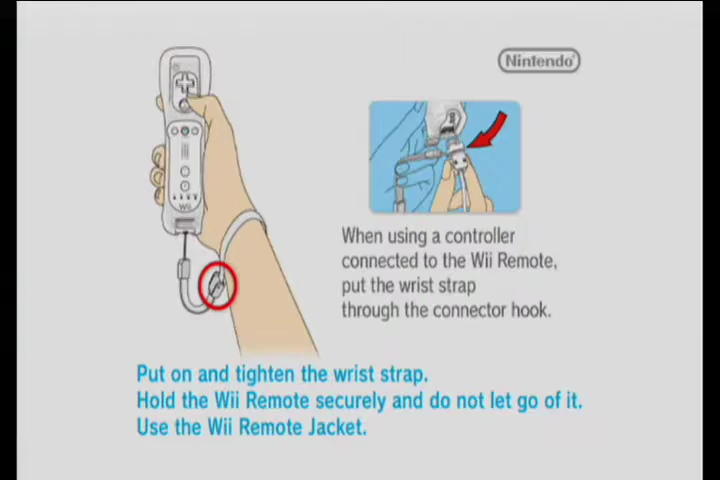 Nintendo
When using a controller
connected to the Wii Remote,
put the wrist strap
through the connector hook.
Put on and tighten the wrist strap.
Hold the Wii Remote securely and do not let go of it.
Use the Wii Remote Jacket.